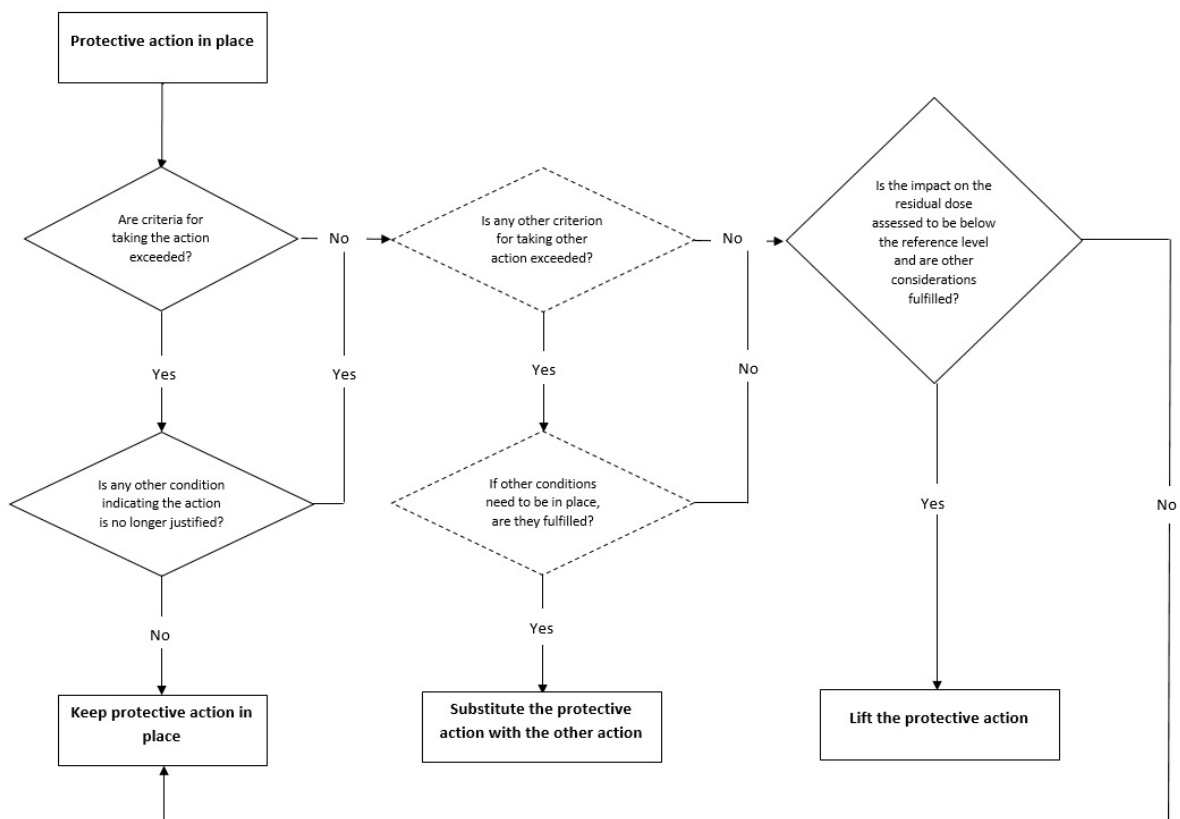 Protective action in place
Are criteria for
taking the action
exceeded?
No
Is any other criterion
for taking other
action exceeded?
No
Is the impact on the
residual dose
assessed to be below
the reference level
and are other
considerations
fulfilled?
Yes
Yes
Yes
No
Is any other condition
indicating the action
is no longer justified?
If other conditions
need to be in place,
are they fulfilled?
Yes
No
No
Yes
Keep protective action in
place
Substitute the protective
action with the other action
Lift the protective action